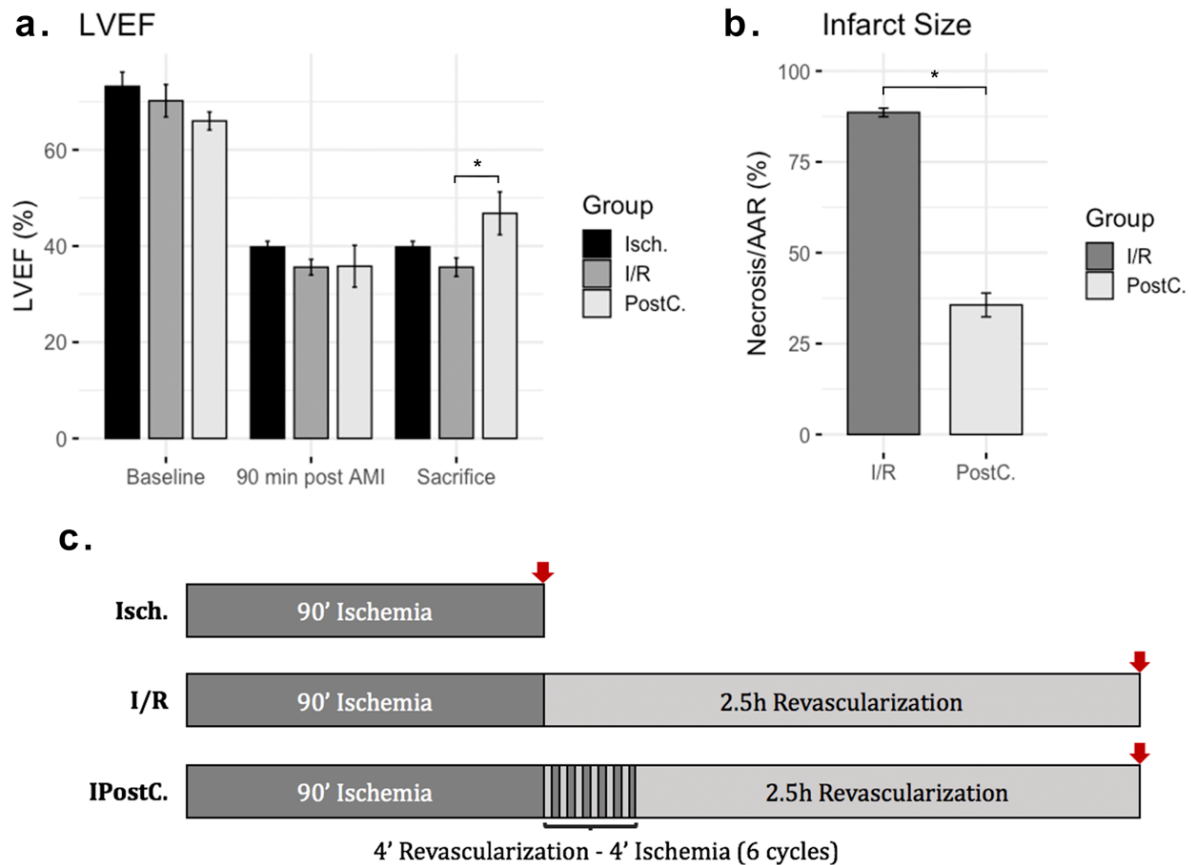 a. LVEF
LVEF (%)
60
40
20
0
*
Baseline
90 min post AMI
Sacrifice
Group
Isch.
I/R
PostC.
b. Infarct Size
Necrosis/AAR (%)
100
75
50
25
0
*
I/R
PostC.
Group
I/R
PostC.
c.
Isch.
90' Ischemia
I/R
90' Ischemia
2.5h Revascularization
IPostC.
90' Ischemia
2.5h Revascularization
4' Revascularization - 4' Ischemia (6 cycles)